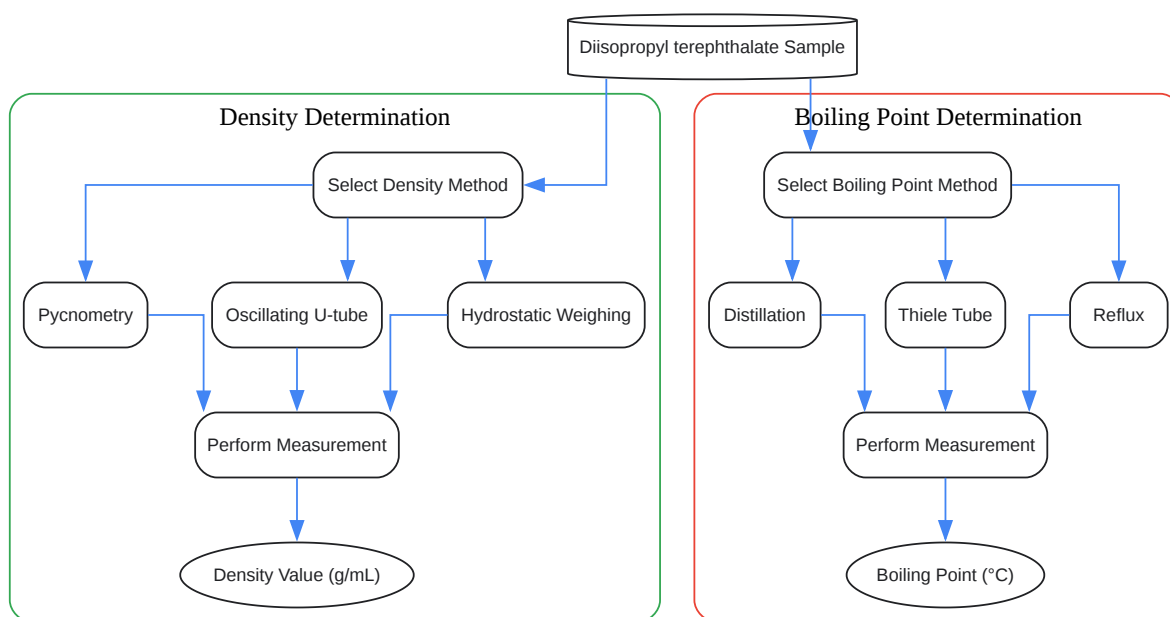 Diisopropyl terephthalate Sample
Density Determination
Boiling Point Determination
Select Density Method
Select Boiling Point Method
Pycnometry
Oscillating U-tube
Hydrostatic Weighing
Distillation
Thiele Tube
Reflux
Perform Measurement
Perform Measurement
Density Value (g/mL)
Boiling Point (°C)